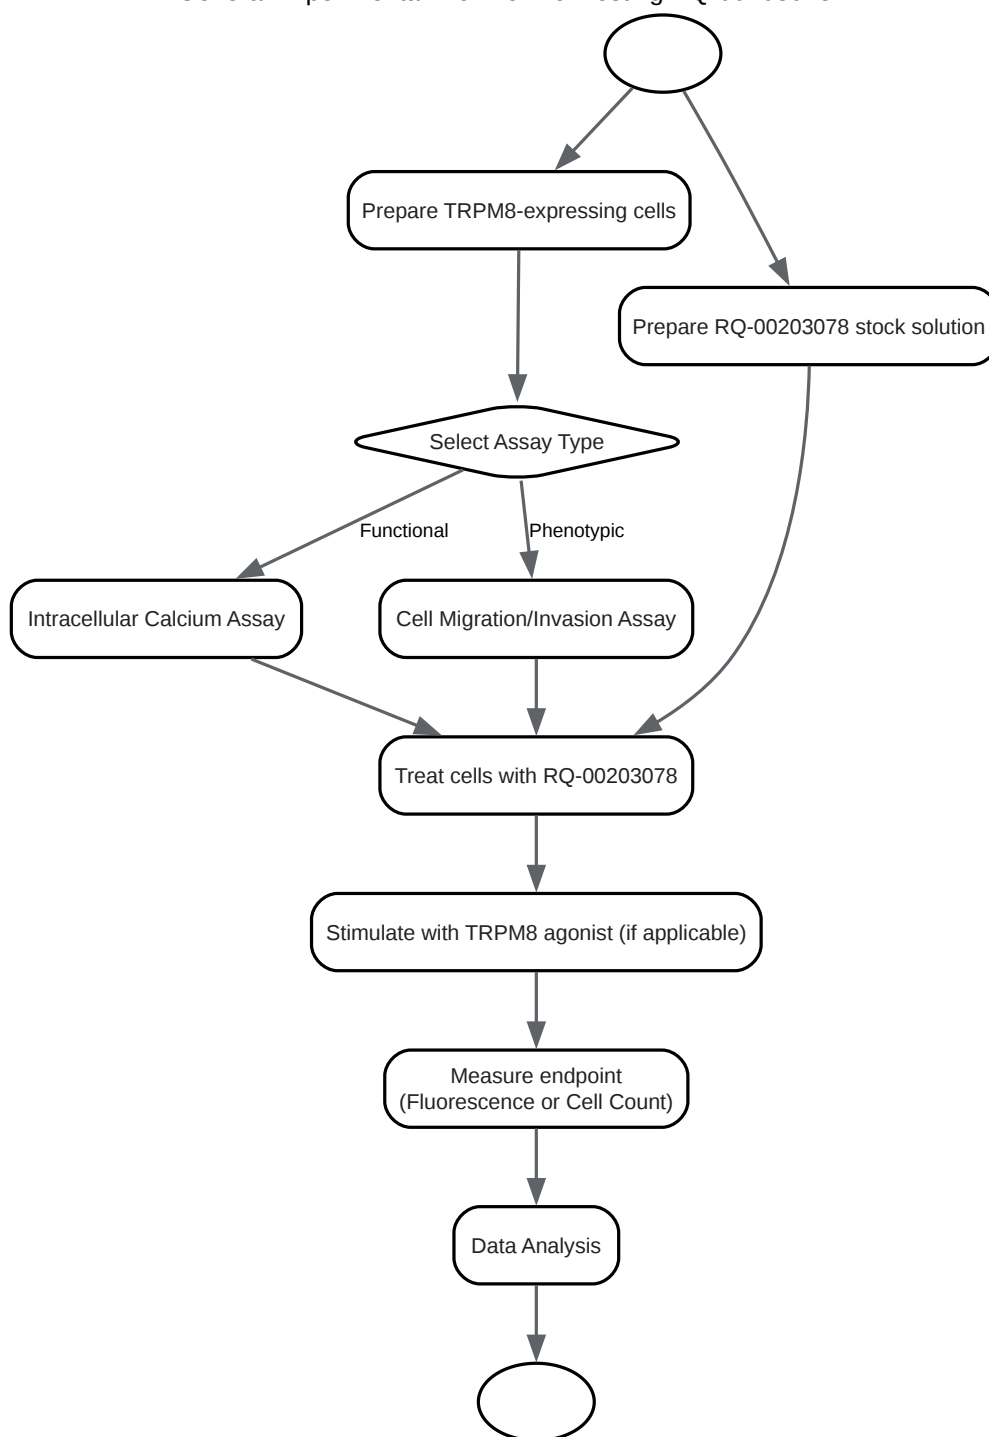 Prepare TRPM8-expressing cells
Prepare RQ-00203078 stock solution
Select Assay Type
Functional
Phenotypic
Intracellular Calcium Assay
Cell Migration/Invasion Assay
Treat cells with RQ-00203078
Stimulate with TRPM8 agonist (if applicable)
Measure endpoint
(Fluorescence or Cell Count)
Data Analysis